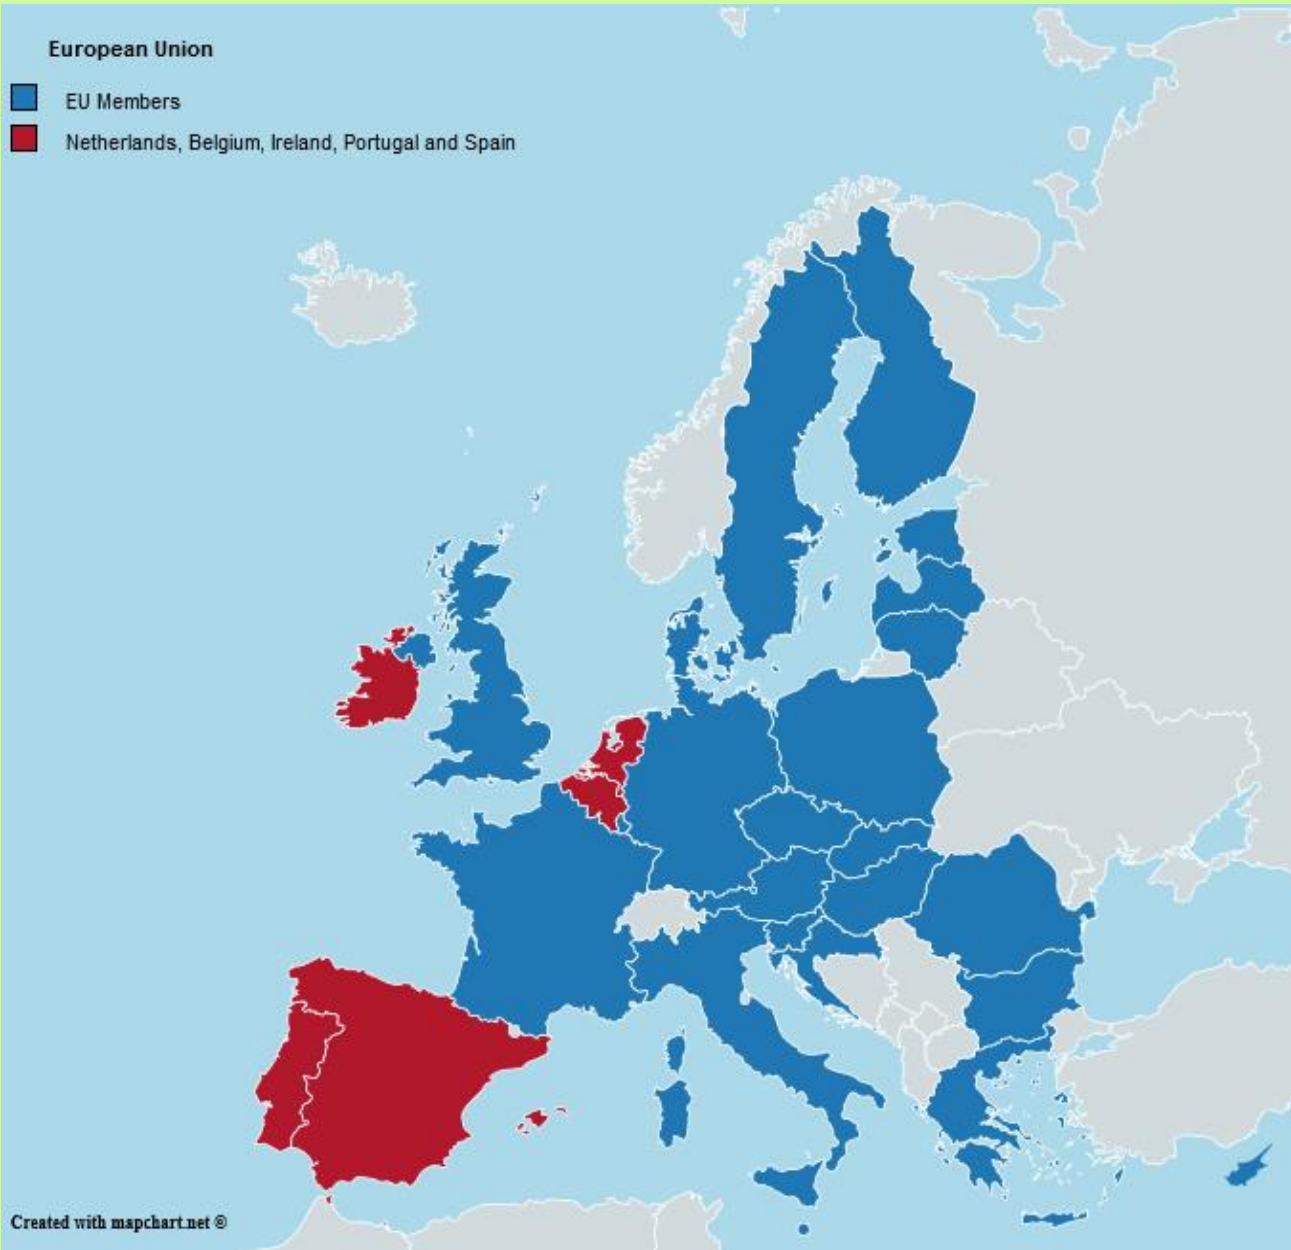 European Union
EU Members
Netherlands, Belgium, Ireland, Portugal and Spain
Created with mapchart.net ©